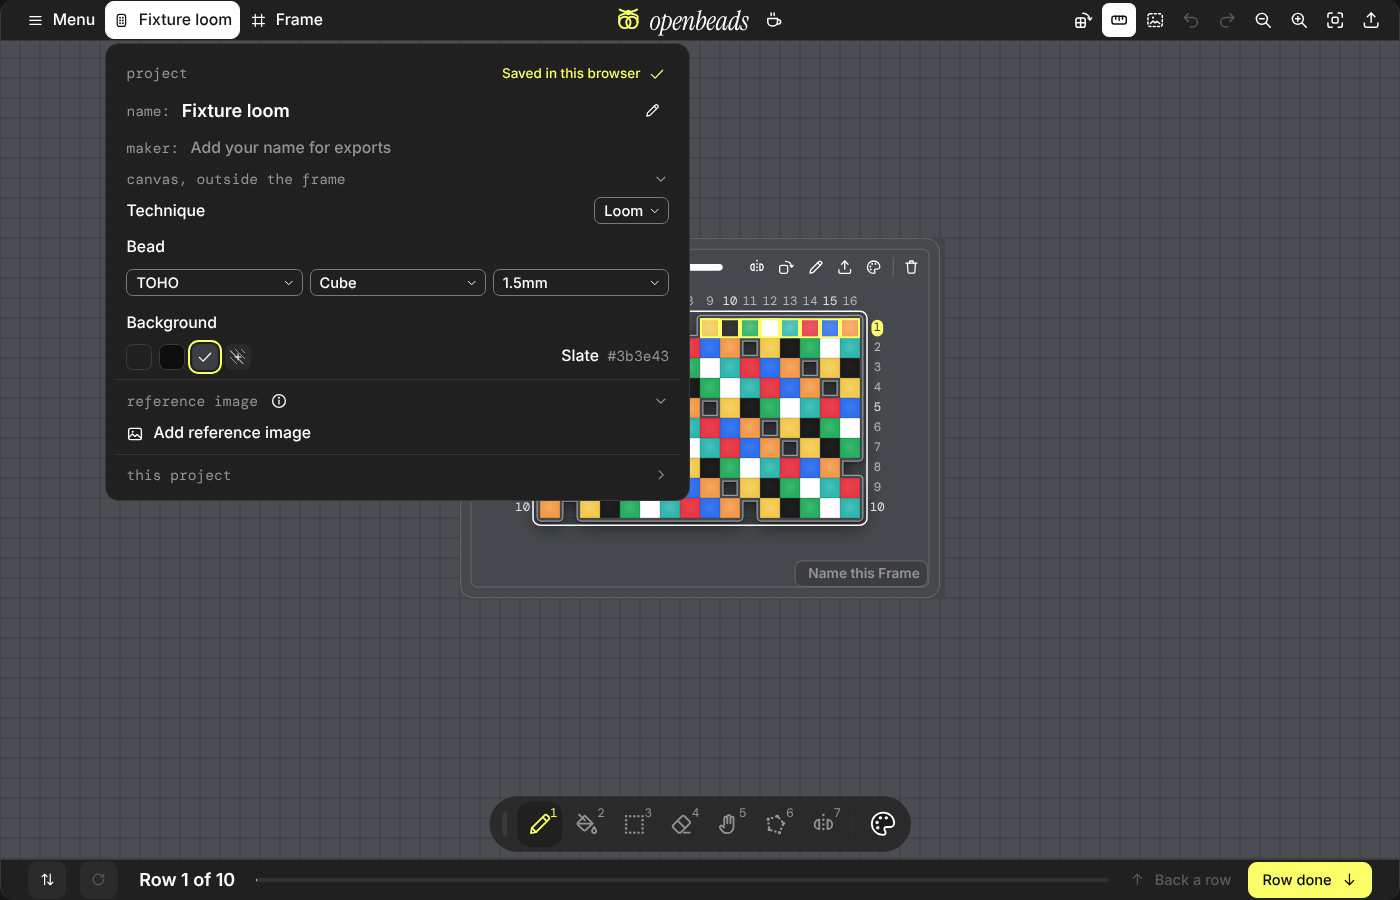 Menu Fixture loom Frame openbeads
project Saved in this browser
name: Fixture loom
maker: Add your name for exports
canvas, outside the frame
Technique Loom
Bead
TOHO Cube 1.5mm
Background
Slate #3b3e43
reference image
Add reference image
this project
9 10 11 12 13 14 15 16
1
2
3
4
5
6
7
8
9
10 10
Name this Frame
1 2 3 4 5 6 7
Row 1 of 10 Back a row Row done